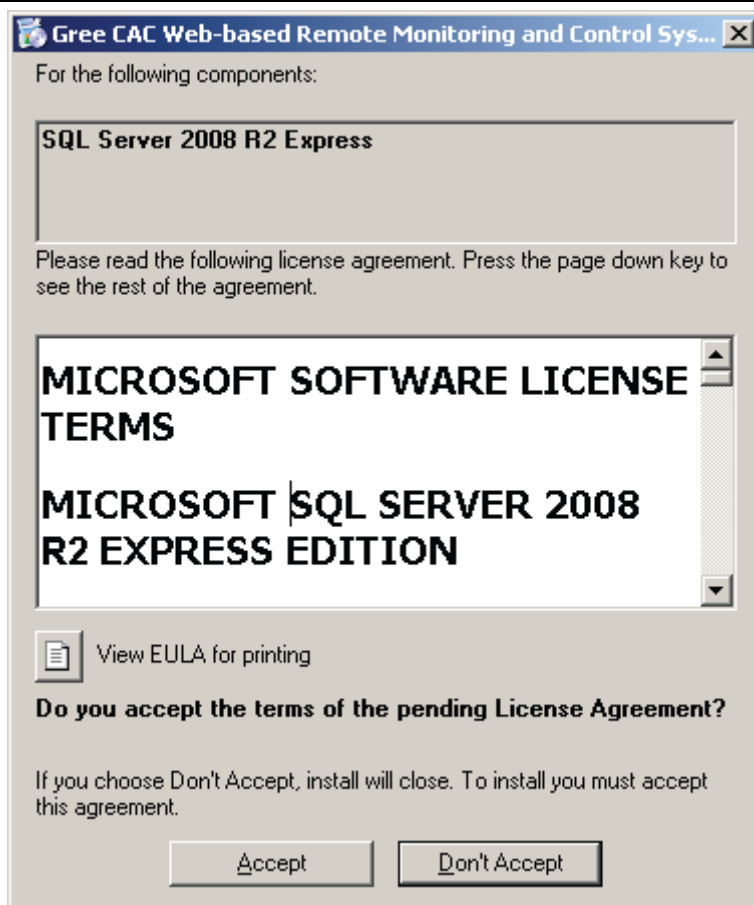 Gree CAC Web-based Remote Monitoring and Control Sys...
For the following components:
SQL Server 2008 R2 Express
Please read the following license agreement. Press the page down key to
see the rest of the agreement.
MICROSOFT SOFTWARE LICENSE
TERMS
MICROSOFT SQL SERVER 2008
R2 EXPRESS EDITION
View EULA for printing
Do you accept the terms of the pending License Agreement?
If you choose Don't Accept, install will close. To install you must accept
this agreement.
Accept
Don't Accept